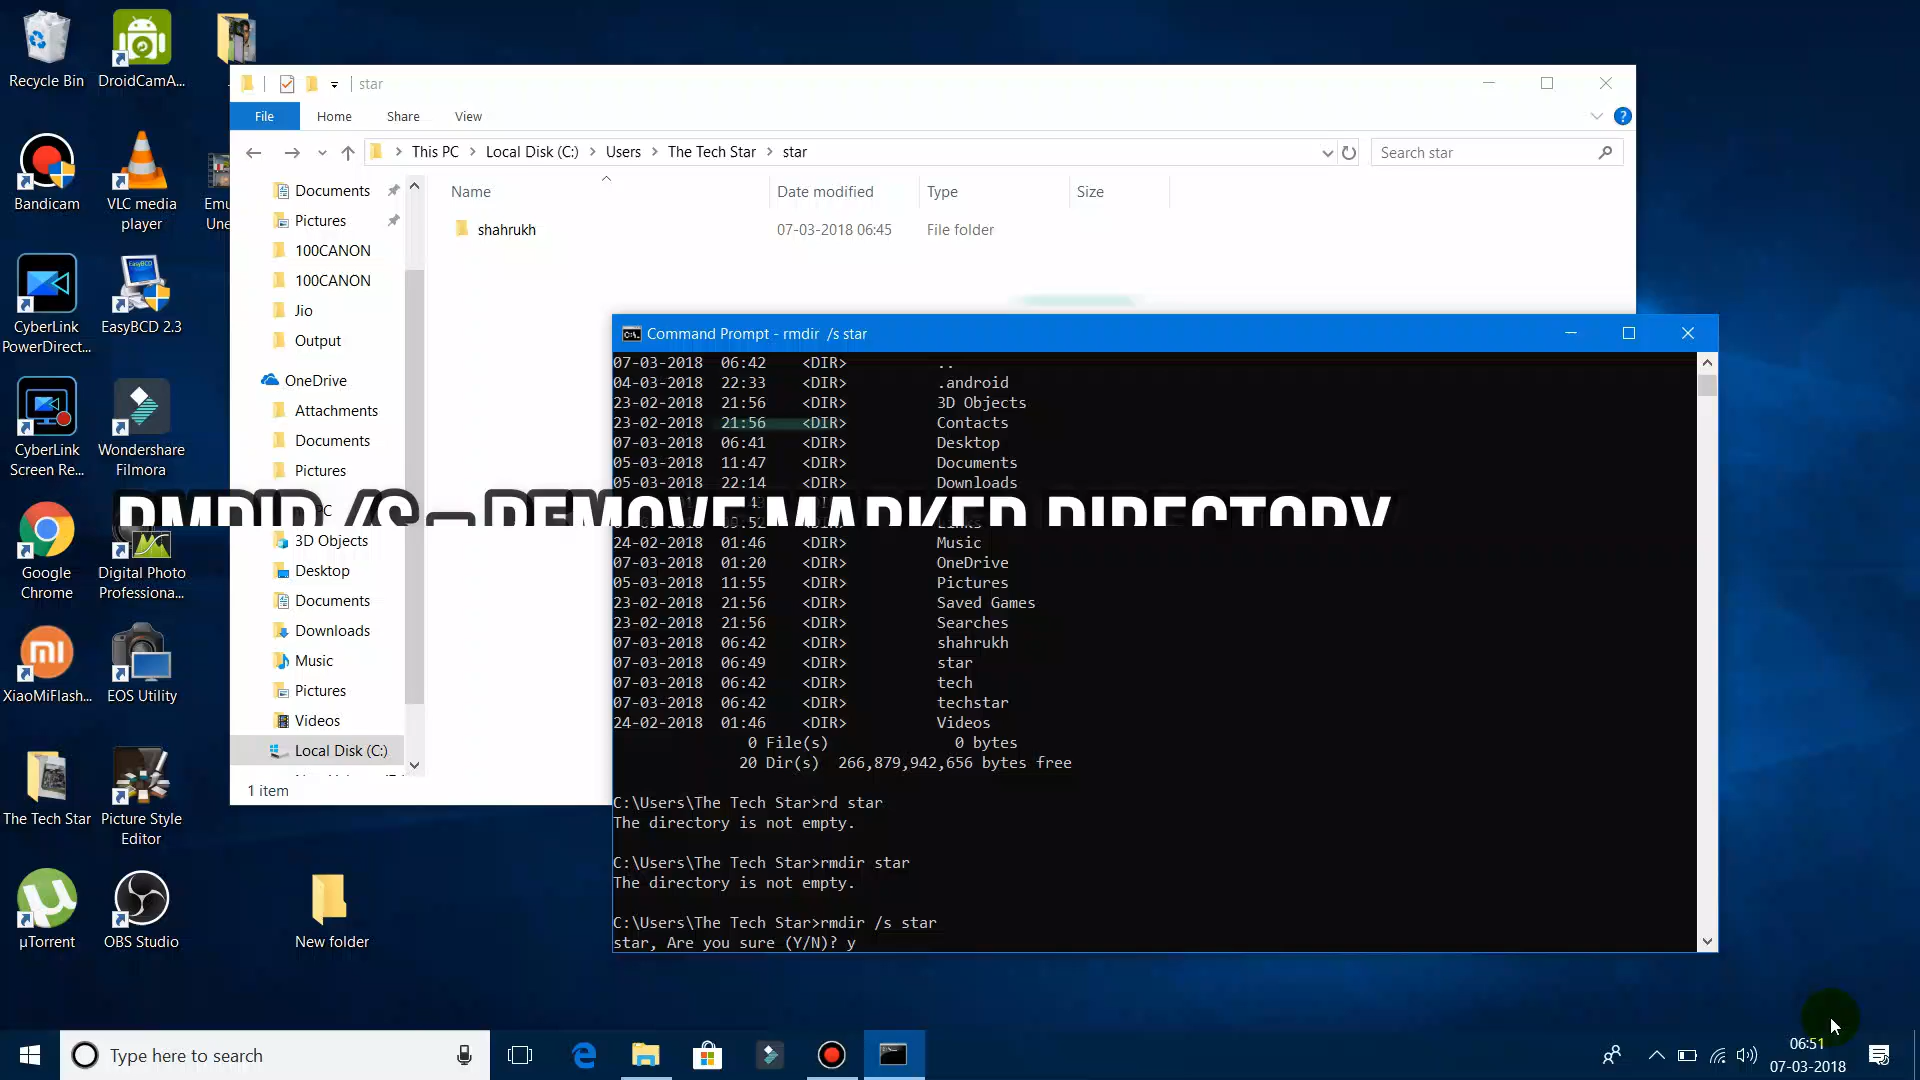 Recycle Bin
DroidCamA...
Bandicam
VLC media
player
CyberLink
PowerDirect...
EasyBCD 2.3
CyberLink
Screen Re...
Wondershare
Filmora
Google
Chrome
Digital Photo
Professiona...
XiaoMiFlash...
EOS Utility
The Tech Star
Picture Style
Editor
µTorrent
OBS Studio
New folder
star
File
Home
Share
View
This PC
Local Disk (C:)
Users
The Tech Star
star
Search star
Name
Date modified
Type
Size
shahrukh
07-03-2018 06:45
File folder
Documents
Pictures
100CANON
100CANON
Jio
Output
OneDrive
Attachments
Documents
Pictures
3D Objects
Desktop
Documents
Downloads
Music
Pictures
Videos
Local Disk (C:)
1 item
RMDIR /S – REMOVE MARKED DIRECTORY
Command Prompt - rmdir /s star
07-03-2018 06:42 <DIR> ..
04-03-2018 22:33 <DIR> .android
23-02-2018 21:56 <DIR> 3D Objects
23-02-2018 21:56 <DIR> Contacts
07-03-2018 06:41 <DIR> Desktop
05-03-2018 11:47 <DIR> Documents
05-03-2018 22:14 <DIR> Downloads
Links
24-02-2018 01:46 <DIR> Music
07-03-2018 01:20 <DIR> OneDrive
05-03-2018 11:55 <DIR> Pictures
23-02-2018 21:56 <DIR> Saved Games
23-02-2018 21:56 <DIR> Searches
07-03-2018 06:42 <DIR> shahrukh
07-03-2018 06:49 <DIR> star
07-03-2018 06:42 <DIR> tech
07-03-2018 06:42 <DIR> techstar
24-02-2018 01:46 <DIR> Videos
0 File(s) 0 bytes
20 Dir(s) 266,879,942,656 bytes free
C:\Users\The Tech Star>rd star
The directory is not empty.
C:\Users\The Tech Star>rmdir star
The directory is not empty.
C:\Users\The Tech Star>rmdir /s star
star, Are you sure (Y/N)? y
Type here to search
06:51
07-03-2018